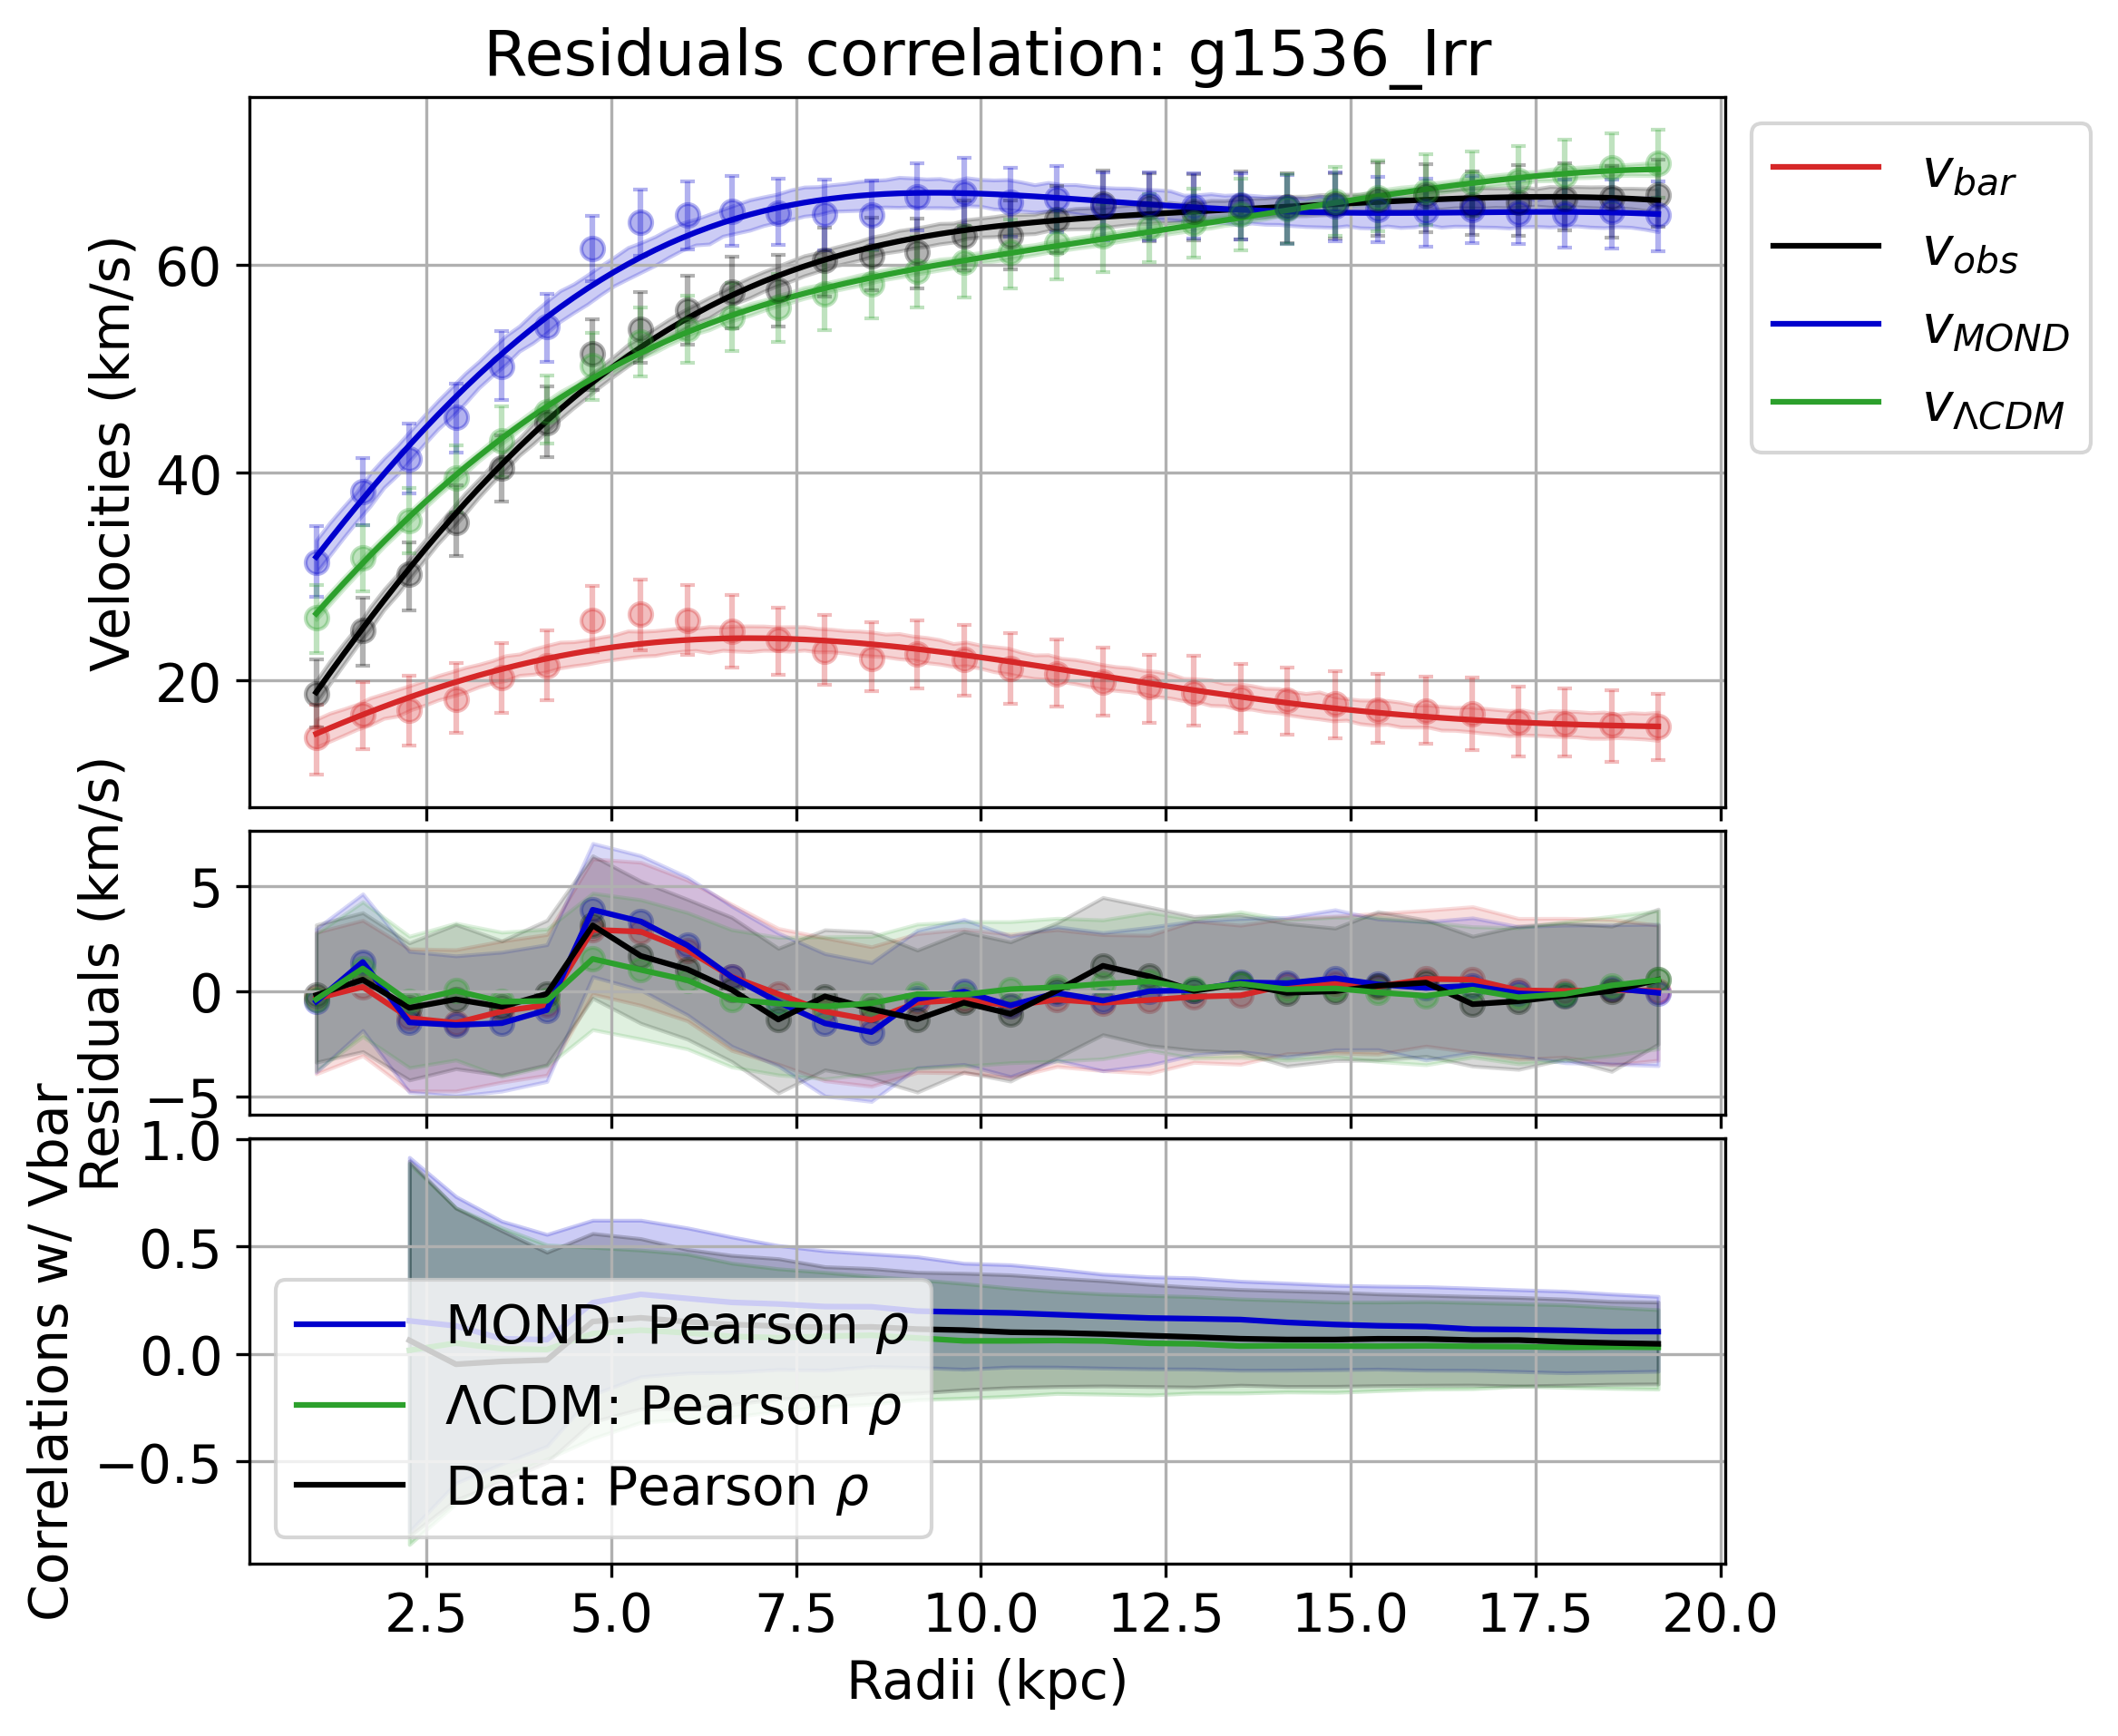 Residuals correlation: g1536_Irr
Velocities (km/s)
60
40
20
v_bar
v_obs
v_MOND
v_ΛCDM
Residuals (km/s)
5
0
−5
Correlations w/ Vbar
1.0
0.5
0.0
−0.5
MOND: Pearson ρ
ΛCDM: Pearson ρ
Data: Pearson ρ
2.5 5.0 7.5 10.0 12.5 15.0 17.5 20.0
Radii (kpc)